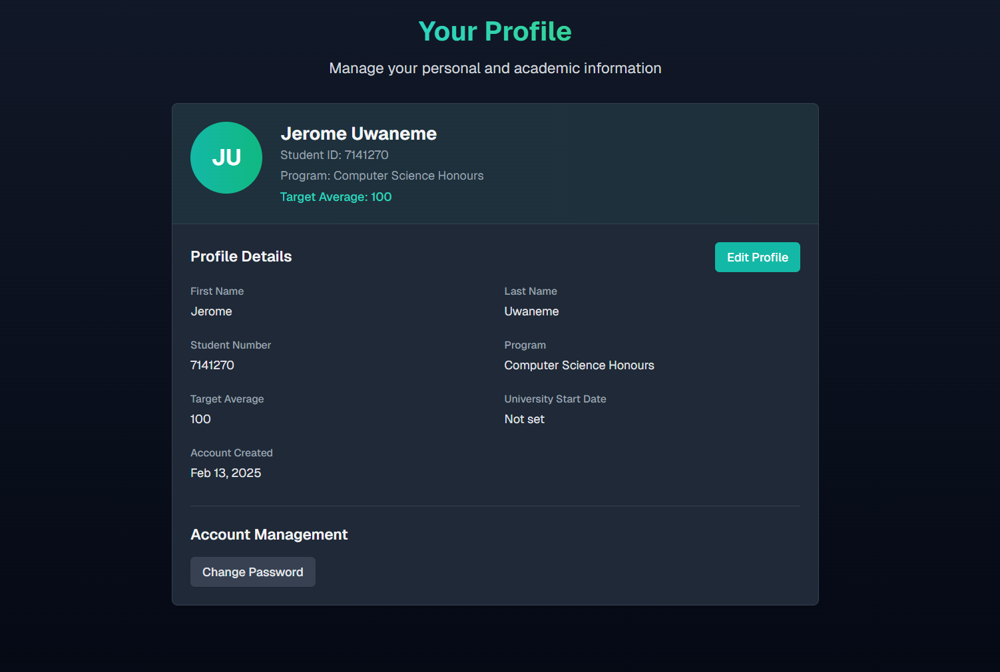 Your Profile
Manage your personal and academic information
JU
Jerome Uwaneme
Student ID: 7141270
Program: Computer Science Honours
Target Average: 100
Profile Details
Edit Profile
First Name
Jerome
Last Name
Uwaneme
Student Number
7141270
Program
Computer Science Honours
Target Average
100
University Start Date
Not set
Account Created
Feb 13, 2025
Account Management
Change Password